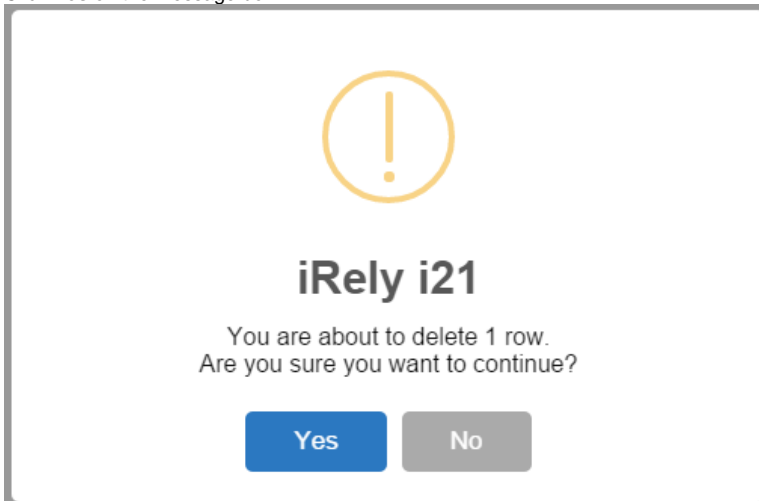 iRely i21
You are about to delete 1 row.
Are you sure you want to continue?
Yes No